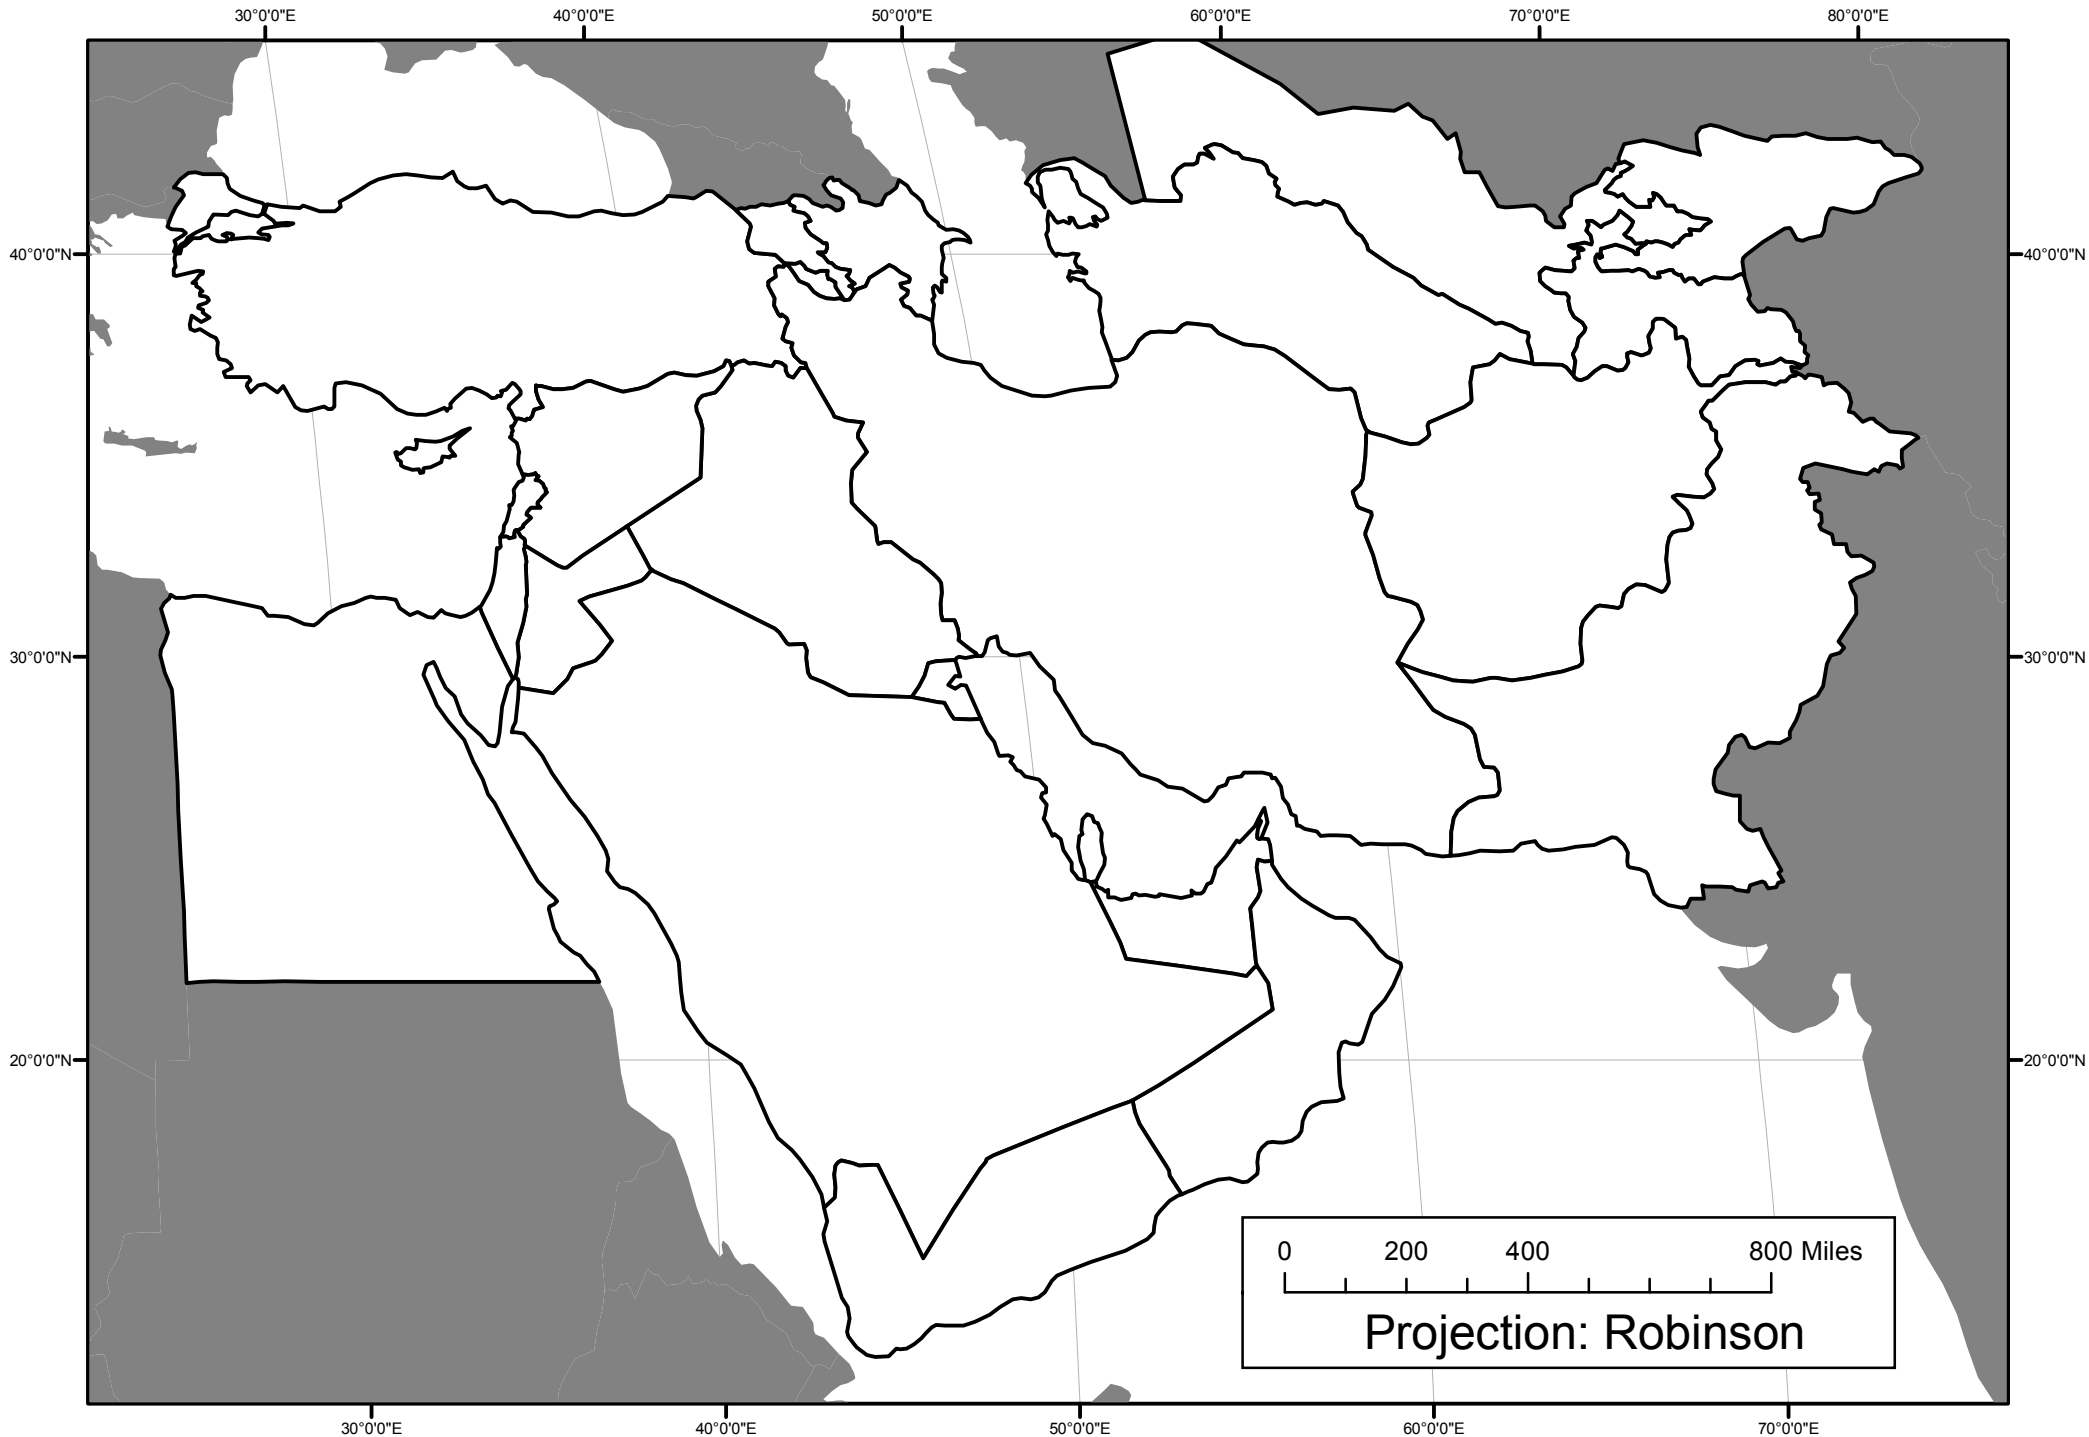 30°0'0"E 40°0'0"E 50°0'0"E 60°0'0"E 70°0'0"E 80°0'0"E
40°0'0"N 40°0'0"N
30°0'0"N 30°0'0"N
20°0'0"N 20°0'0"N
0 200 400 800 Miles
Projection: Robinson
30°0'0"E 40°0'0"E 50°0'0"E 60°0'0"E 70°0'0"E